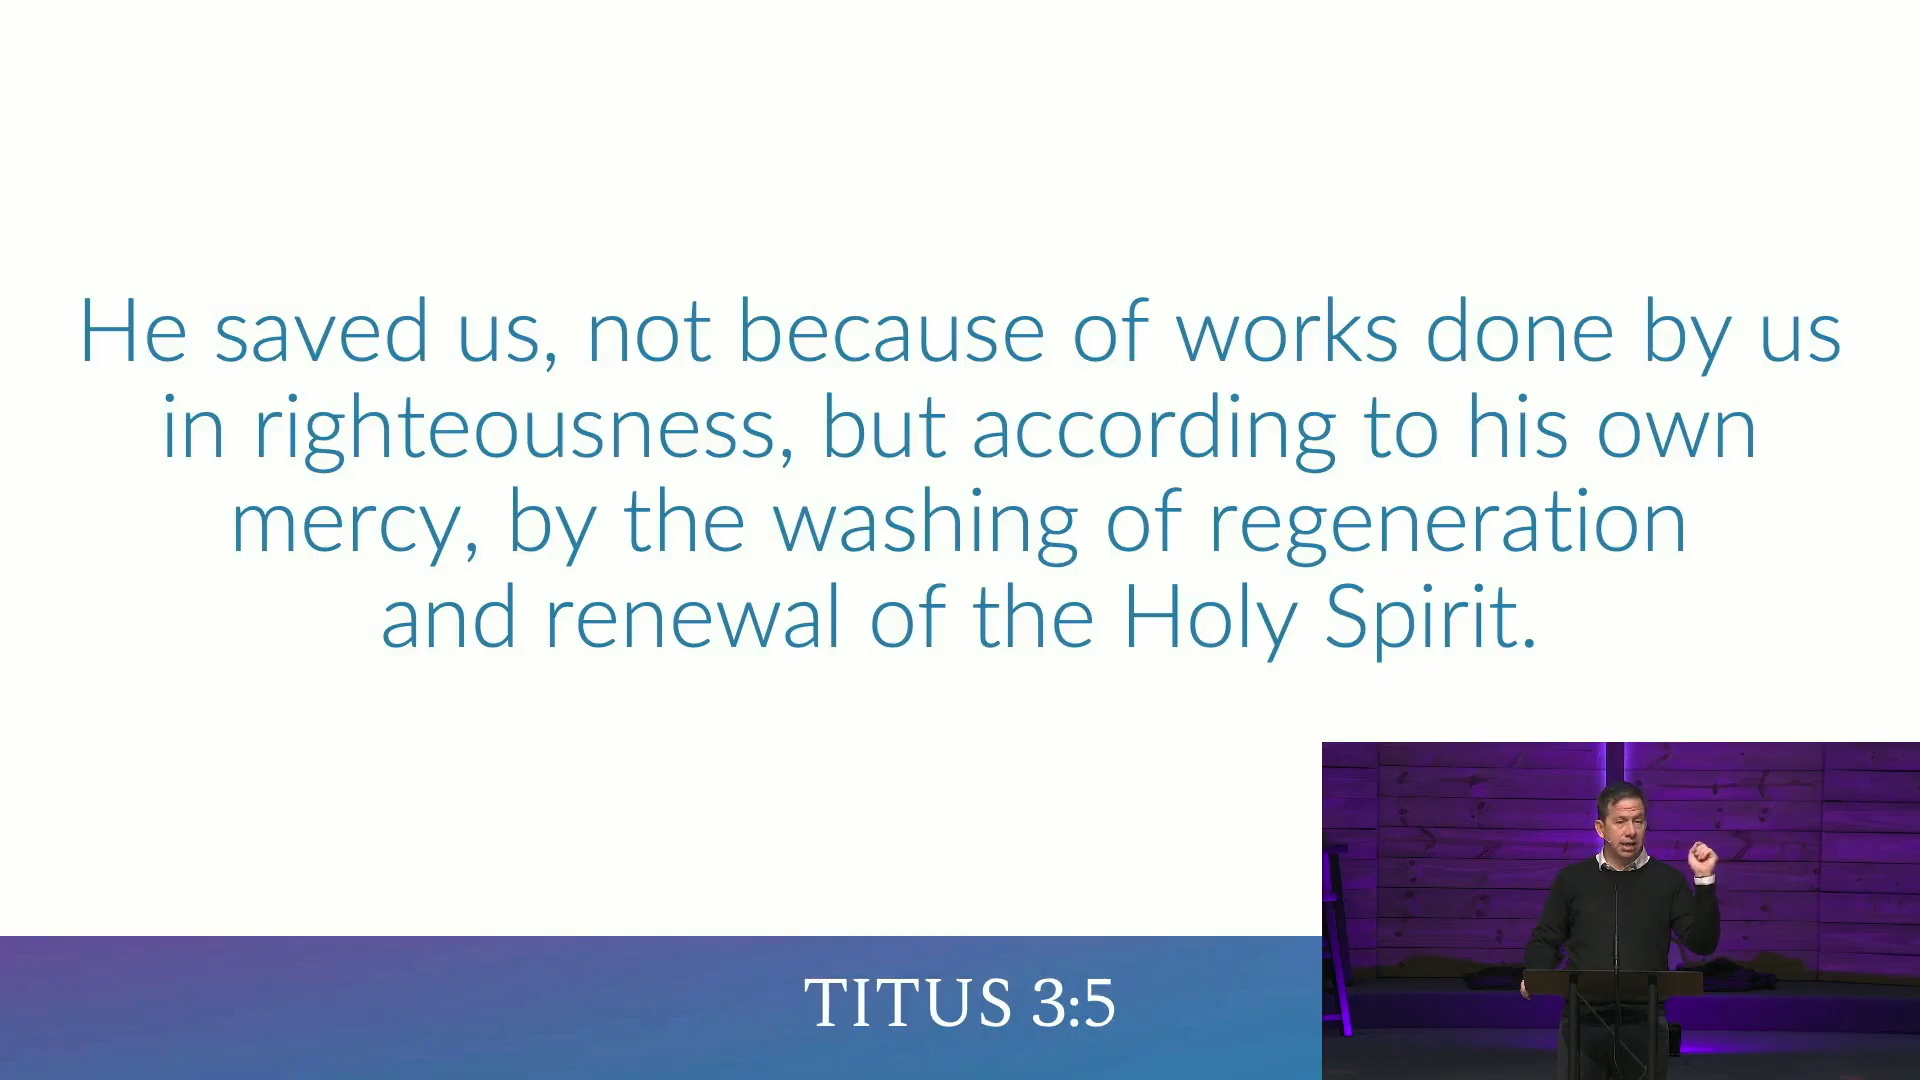 He saved us, not because of works done by us
in righteousness, but according to his own
mercy, by the washing of regeneration
and renewal of the Holy Spirit.
TITUS 3:5